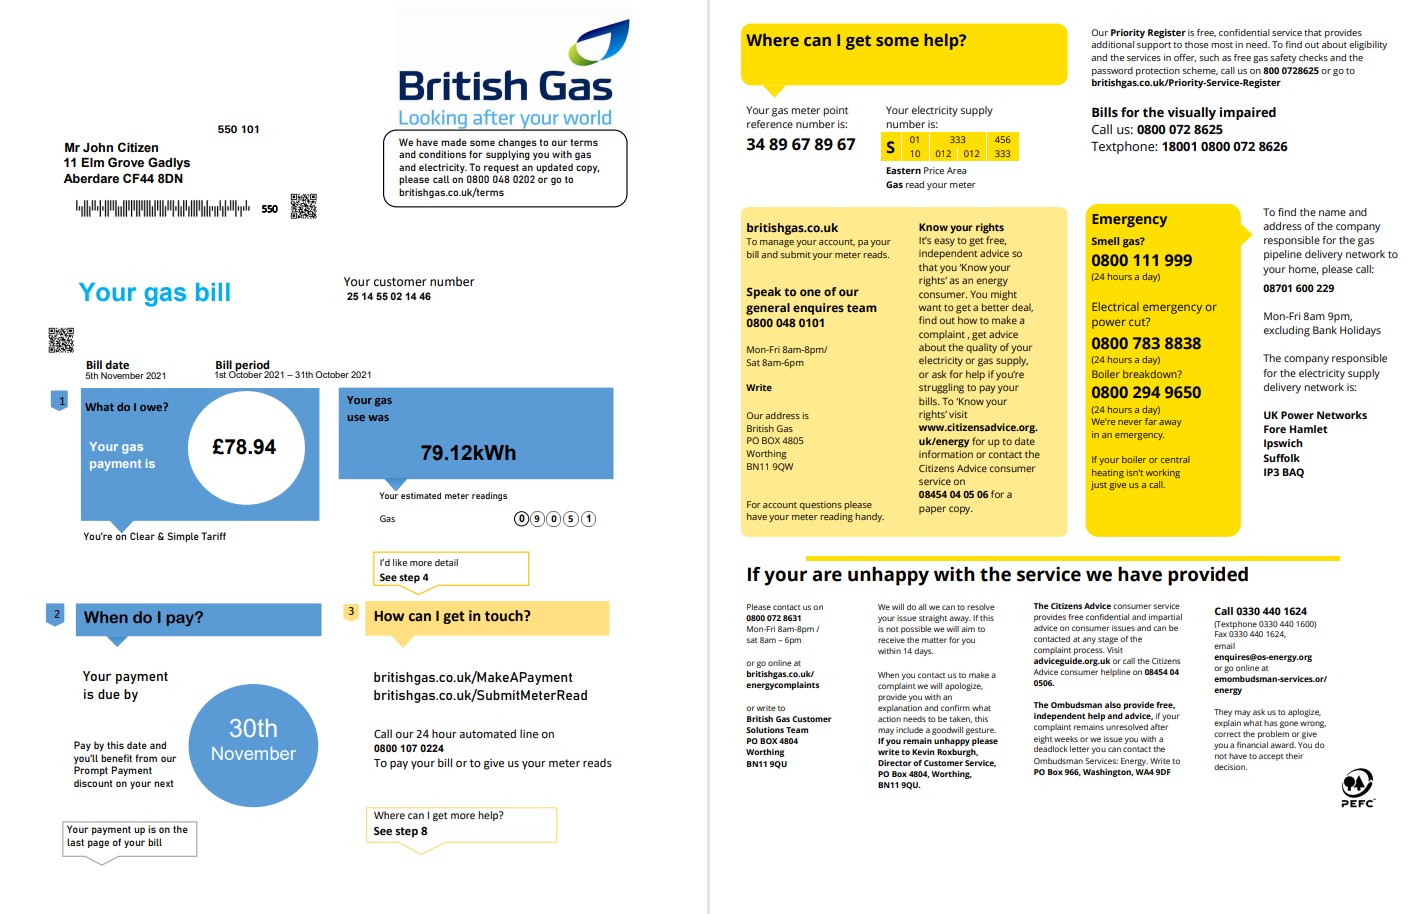 British Gas
Looking after your world
550 101
Mr John Citizen
11 Elm Grove Gadlys
Aberdare CF44 8DN
550
We have made some changes to our terms
and conditions for supplying you with gas
and electricity. To request an updated copy,
please call on 0800 048 0202 or go to
britishgas.co.uk/terms
Your gas bill
Your customer number
25 14 55 02 14 46
Bill date
5th November 2021
Bill period
1st October 2021 – 31th October 2021
1
What do I owe?
Your gas
payment is
£78.94
You're on Clear & Simple Tariff
Your gas
use was
79.12kWh
Your estimated meter readings
Gas
0 9 0 5 1
I'd like more detail
See step 4
2
When do I pay?
Your payment
is due by
30th
November
Pay by this date and
you'll benefit from our
Prompt Payment
discount on your next
Your payment up is on the
last page of your bill
3
How can I get in touch?
britishgas.co.uk/MakeAPayment
britishgas.co.uk/SubmitMeterRead
Call our 24 hour automated line on
0800 107 0224
To pay your bill or to give us your meter reads
Where can I get more help?
See step 8
Where can I get some help?
Your gas meter point
reference number is:
34 89 67 89 67
Your electricity supply
number is:
S
01 333 456
10 012 012 333
Eastern Price Area
Gas read your meter
Our Priority Register is free, confidential service that provides
additional support to those most in need. To find out about eligibility
and the services in offer, such as free gas safety checks and the
password protection scheme, call us on 800 0728625 or go to
britishgas.co.uk/Priority-Service-Register
Bills for the visually impaired
Call us: 0800 072 8625
Textphone: 18001 0800 072 8626
britishgas.co.uk
To manage your account, pa your
bill and submit your meter reads.
Speak to one of our
general enquires team
0800 048 0101
Mon-Fri 8am-8pm/
Sat 8am-6pm
Write
Our address is
British Gas
PO BOX 4805
Worthing
BN11 9QW
For account questions please
have your meter reading handy.
Know your rights
It's easy to get free,
independent advice so
that you 'Know your
rights' as an energy
consumer. You might
want to get a better deal,
find out how to make a
complaint , get advice
about the quality of your
electricity or gas supply,
or ask for help if you're
struggling to pay your
bills. To 'Know your
rights' visit
www.citizensadvice.org.
uk/energy for up to date
information or contact the
Citizens Advice consumer
service on
08454 04 05 06 for a
paper copy.
Emergency
Smell gas?
0800 111 999
(24 hours a day)
Electrical emergency or
power cut?
0800 783 8838
(24 hours a day)
Boiler breakdown?
0800 294 9650
(24 hours a day)
We're never far away
in an emergency.
If your boiler or central
heating isn't working
just give us a call.
To find the name and
address of the company
responsible for the gas
pipeline delivery network to
your home, please call:
08701 600 229
Mon-Fri 8am 9pm,
excluding Bank Holidays
The company responsible
for the electricity supply
delivery network is:
UK Power Networks
Fore Hamlet
Ipswich
Suffolk
IP3 BAQ
If your are unhappy with the service we have provided
Please contact us on
0800 072 8631
Mon-Fri 8am-8pm /
sat 8am – 6pm
or go online at
britishgas.co.uk/
energycomplaints
or write to
British Gas Customer
Solutions Team
PO BOX 4804
Worthing
BN11 9QU
We will do all we can to resolve
your issue straight away. If this
is not possible we will aim to
receive the matter for you
within 14 days.
When you contact us to make a
complaint we will apologize,
provide you with an
explanation and confirm what
action needs to be taken, this
may include a goodwill gesture.
If you remain unhappy please
write to Kevin Roxburgh,
Director of Customer Service,
PO Box 4804, Worthing,
BN11 9QU.
The Citizens Advice consumer
service provides free confidential and impartial
advice on consumer issues and can be
contacted at any stage of the
complaint process. Visit
adviceguide.org.uk or call the Citizens
Advice consumer helpline on 08454 04
0506.
The Ombudsman also provide free,
independent help and advice, if your
complaint remains unresolved after
eight weeks or we issue you with a
deadlock letter you can contact the
Ombudsman Services: Energy. Write to
PO Box 966, Washington, WA4 9DF
Call 0330 440 1624
(Textphone 0330 440 1600)
Fax 0330 440 1624,
email
enquires@os-energy.org
or go online at
emombudsman-services.or/
energy
They may ask us to aplogize,
explain what has gone wrong,
correct the problem or give
you a financial award. You do
not have to accept their
decision.
PEFC